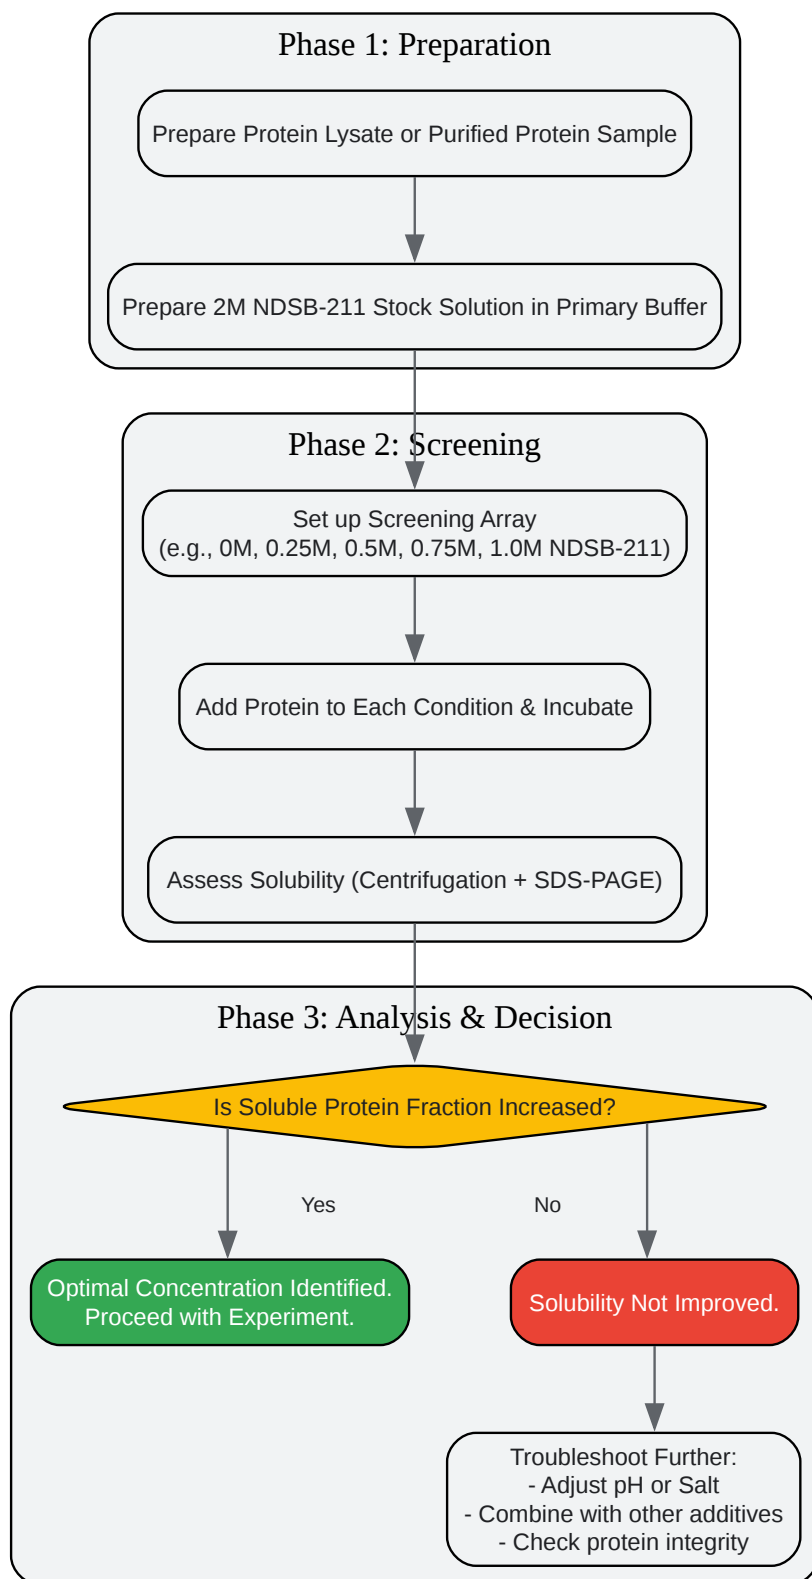 Phase 1: Preparation
Prepare Protein Lysate or Purified Protein Sample
Prepare 2M NDSB-211 Stock Solution in Primary Buffer
Phase 2: Screening
Set up Screening Array
(e.g., 0M, 0.25M, 0.5M, 0.75M, 1.0M NDSB-211)
Add Protein to Each Condition & Incubate
Assess Solubility (Centrifugation + SDS-PAGE)
Phase 3: Analysis & Decision
Is Soluble Protein Fraction Increased?
Yes
No
Optimal Concentration Identified.
Proceed with Experiment.
Solubility Not Improved.
Troubleshoot Further:
- Adjust pH or Salt
- Combine with other additives
- Check protein integrity